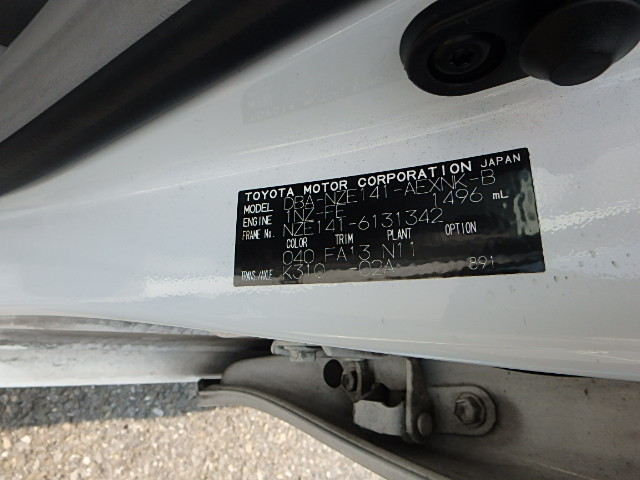 TOYOTA MOTOR CORPORATION JAPAN
MODEL DBA-NZE141-AEXNK-B
ENGINE 1NZ-FE 1496 mL
FRAME No. NZE141-6131342
COLOR TRIM PLANT OPTION
040 FA13 N11
TRANS./AXLE K310 -02A 891